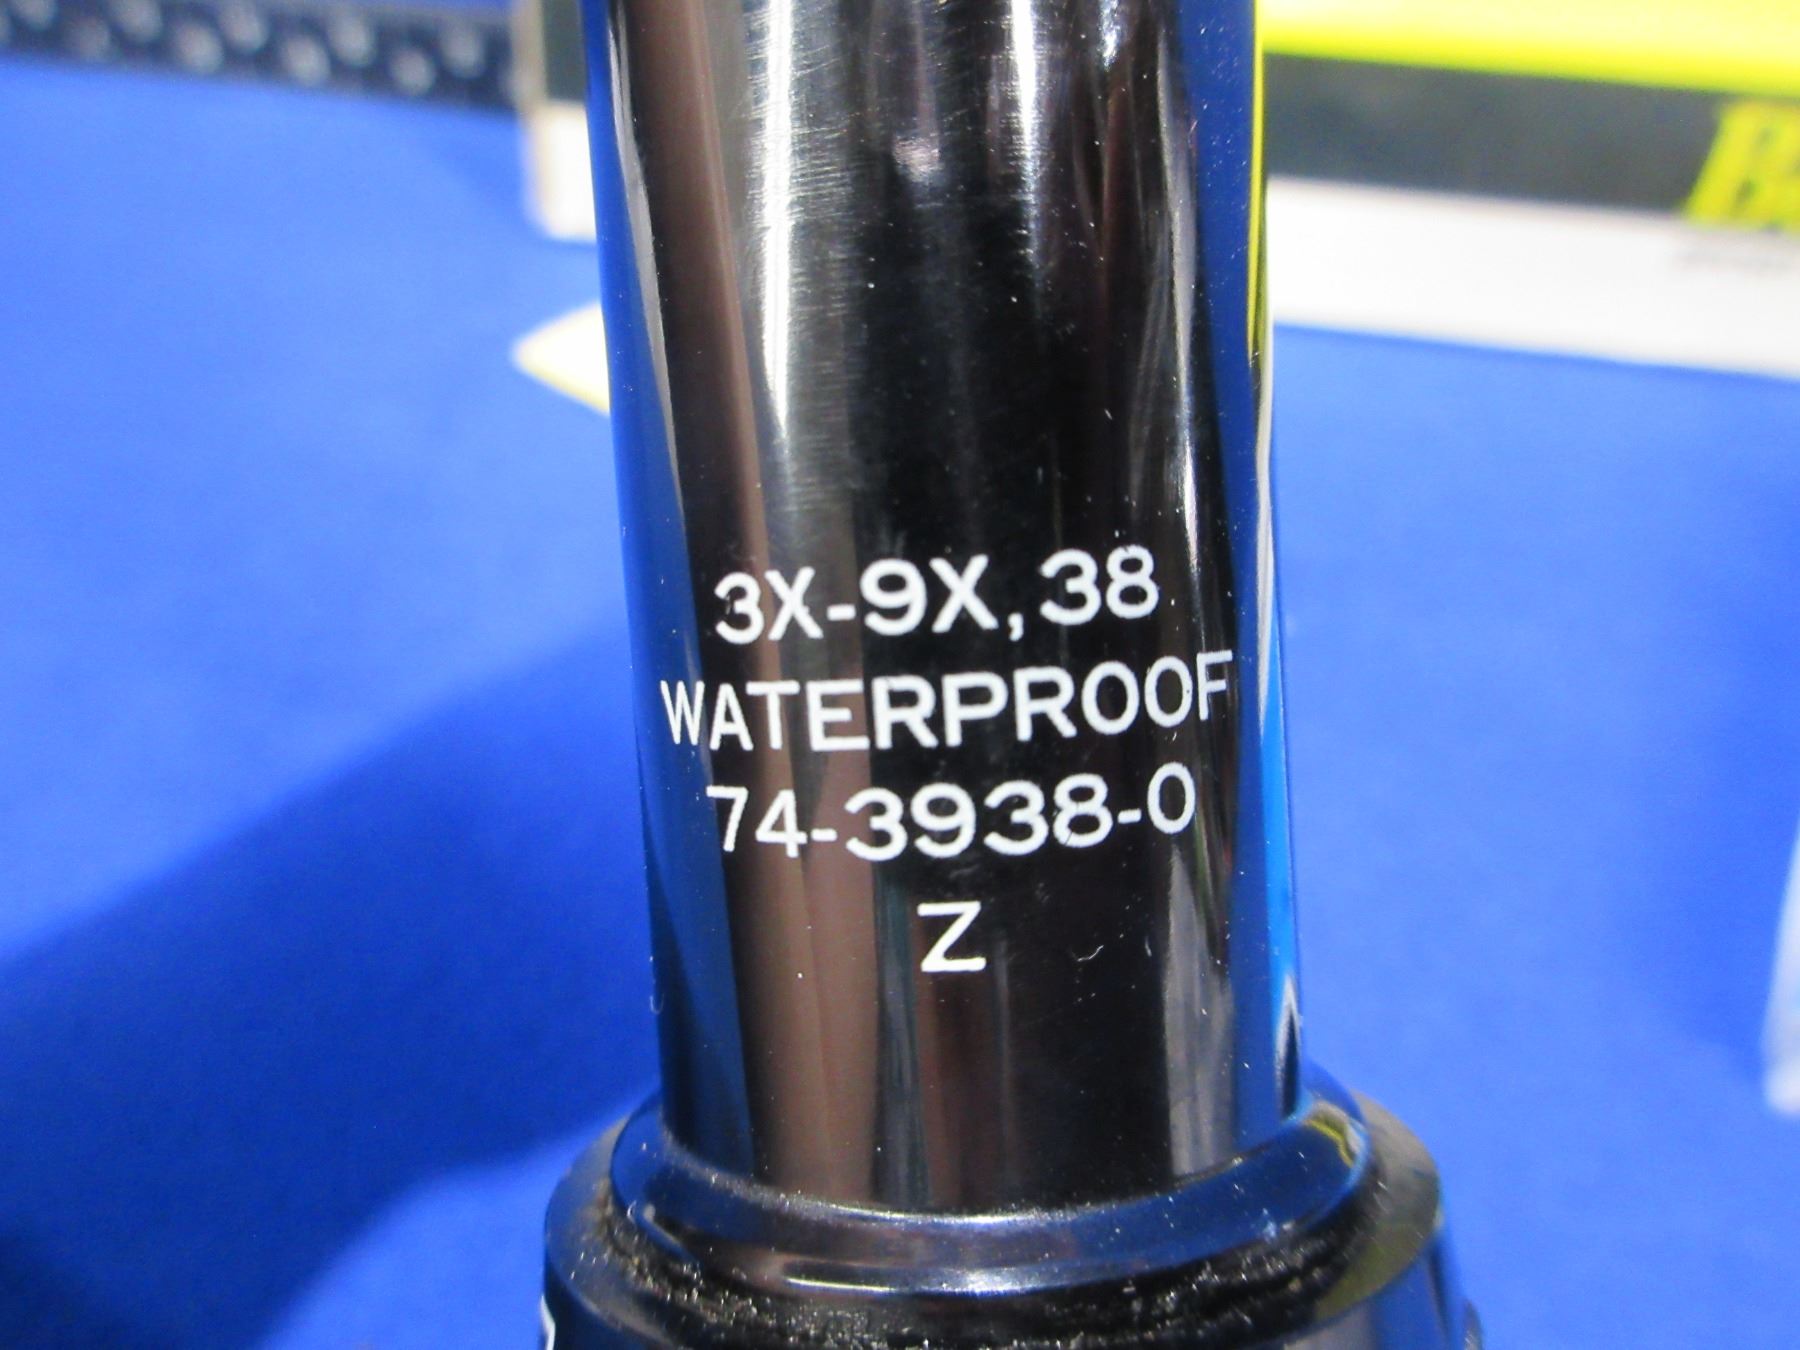 3X-9X, 38
WATERPROOF
74-3938-0
Z